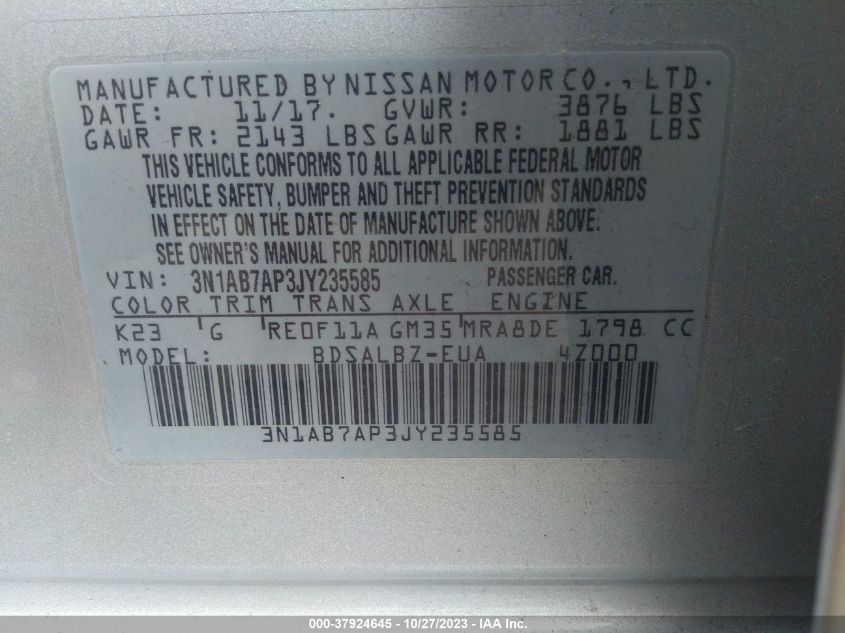 MANUFACTURED BY NISSAN MOTOR CO., LTD.
DATE: 11/17. GVWR: 3876 LBS
GAWR FR: 2143 LBS GAWR RR: 1881 LBS
THIS VEHICLE CONFORMS TO ALL APPLICABLE FEDERAL MOTOR
VEHICLE SAFETY, BUMPER AND THEFT PREVENTION STANDARDS
IN EFFECT ON THE DATE OF MANUFACTURE SHOWN ABOVE.
SEE OWNER'S MANUAL FOR ADDITIONAL INFORMATION.
VIN: 3N1AB7AP3JY235585 PASSENGER CAR.
COLOR TRIM TRANS AXLE ENGINE
K23 G RE0F11A GM35 MRA8DE 1798 CC
MODEL: BDSALBZ-EUA 4Z000
3N1AB7AP3JY235585
000-37924645 - 10/27/2023 - IAA Inc.